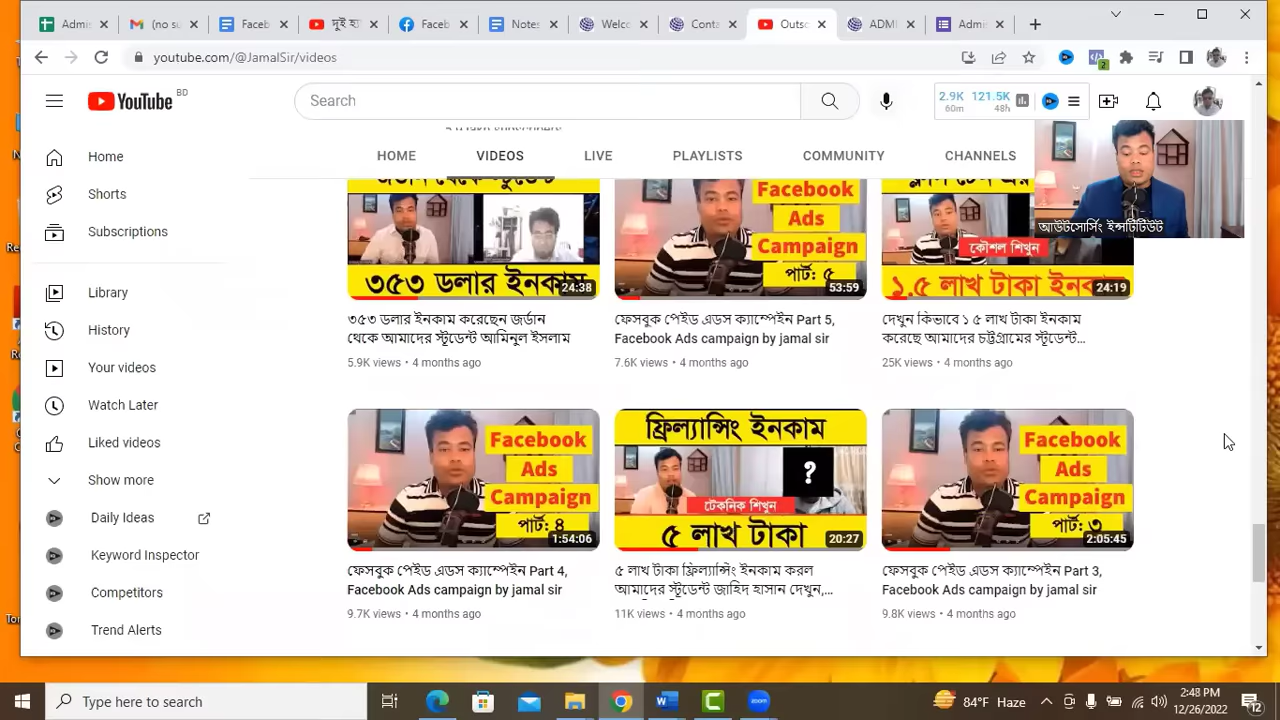 Admis
(no su
Faceb
দুই হা
Faceb
Notes
Welco
Conta
Outso
ADMI
Admi
youtube.com/@JamalSir/videos
2
YouTube BD
Search
2.9K 121.5K
60m 48h
HOME VIDEOS LIVE PLAYLISTS COMMUNITY CHANNELS
Home
Shorts
Subscriptions
Library
History
Your videos
Watch Later
Liked videos
Show more
Daily Ideas
Keyword Inspector
Competitors
Trend Alerts
আউটসোর্সিং ইন্সটিটিউট
৩৫৩ ডলার ইনকাম
24:38
৩৫৩ ডলার ইনকাম করেছেন জর্ডান
থেকে আমাদের স্টুডেন্ট আমিনুল ইসলাম
5.9K views • 4 months ago
Facebook
Ads
Campaign
পার্ট: ৫
53:59
ফেসবুক পেইড এডস ক্যাম্পেইন Part 5,
Facebook Ads campaign by jamal sir
7.6K views • 4 months ago
কৌশল শিখুন
১.৫ লাখ টাকা ইনক
24:19
দেখুন কিভাবে ১ ৫ লাখ টাকা ইনকাম
করেছে আমাদের চট্টগ্রামের স্টুডেন্ট...
25K views • 4 months ago
Facebook
Ads
Campaign
পার্ট: ৪
1:54:06
ফেসবুক পেইড এডস ক্যাম্পেইন Part 4,
Facebook Ads campaign by jamal sir
9.7K views • 4 months ago
ফ্রিল্যান্সিং ইনকাম
?
টেকনিক শিখুন
৫ লাখ টাকা
20:27
৫ লাখ টাকা ফ্রিল্যান্সিং ইনকাম করল
আমাদের স্টুডেন্ট জাহিদ হাসান দেখুন,...
11K views • 4 months ago
Facebook
Ads
Campaign
পার্ট: ৩
2:05:45
ফেসবুক পেইড এডস ক্যাম্পেইন Part 3,
Facebook Ads campaign by jamal sir
9.8K views • 4 months ago
Type here to search
zoom
84°F Haze
2:48 PM
12/26/2022
12